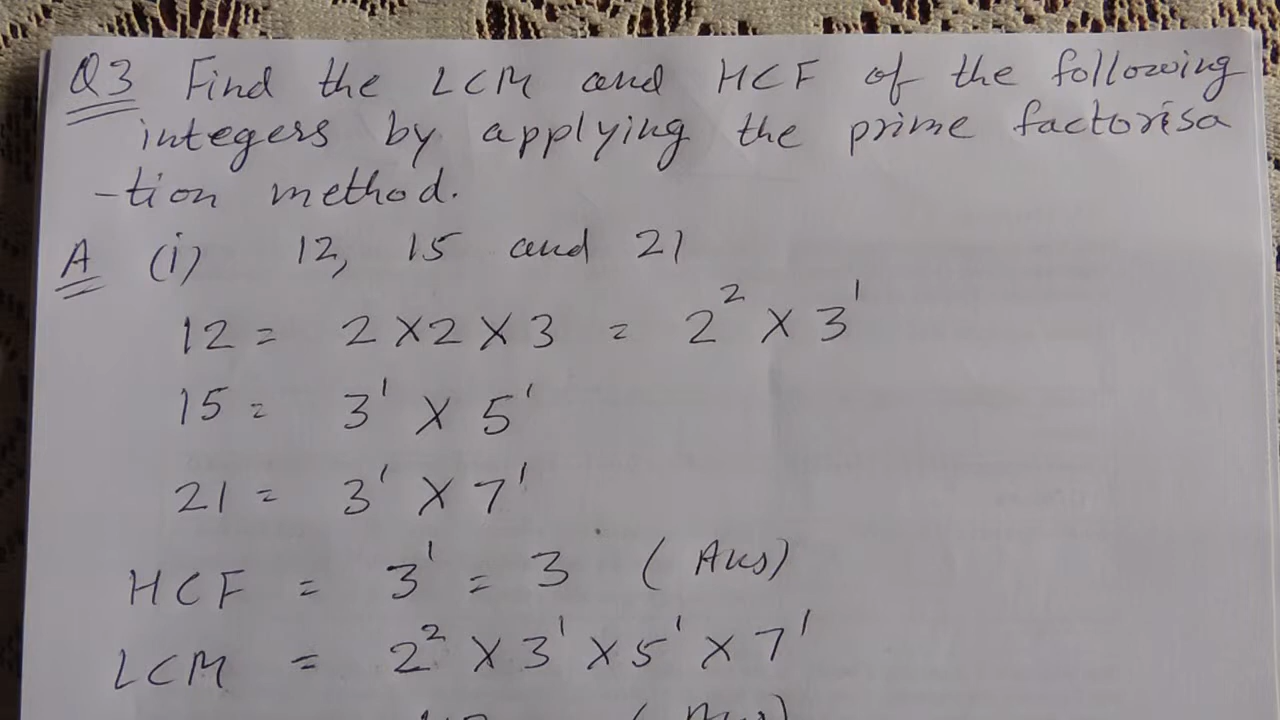 Q3 Find the LCM and HCF of the following
integers by applying the prime factorisa
-tion method.
A (i) 12, 15 and 21
12 = 2 × 2 × 3 = 2² × 3¹
15 = 3¹ × 5¹
21 = 3¹ × 7¹
HCF = 3¹ = 3 (Ans)
LCM = 2² × 3¹ × 5¹ × 7¹
(Ans)